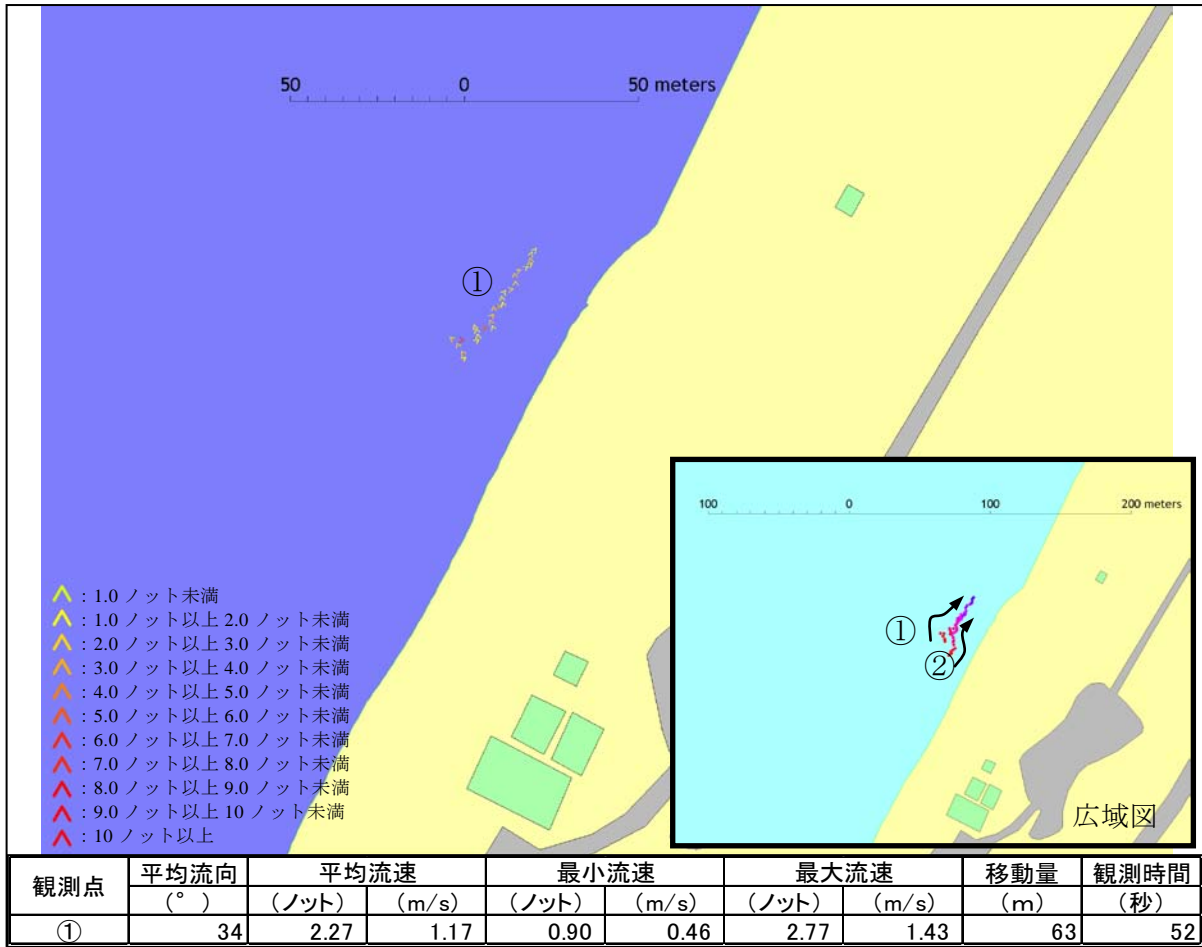 50 0 50 meters
①
100 0 100 200 meters
①
②
広域図
: 1.0 ノット未満
: 1.0 ノット以上 2.0 ノット未満
: 2.0 ノット以上 3.0 ノット未満
: 3.0 ノット以上 4.0 ノット未満
: 4.0 ノット以上 5.0 ノット未満
: 5.0 ノット以上 6.0 ノット未満
: 6.0 ノット以上 7.0 ノット未満
: 7.0 ノット以上 8.0 ノット未満
: 8.0 ノット以上 9.0 ノット未満
: 9.0 ノット以上 10 ノット未満
: 10 ノット以上
観測点 平均流向 平均流速 最小流速 最大流速 移動量 観測時間
(°) (ノット) (m/s) (ノット) (m/s) (ノット) (m/s) (m) (秒)
① 34 2.27 1.17 0.90 0.46 2.77 1.43 63 52